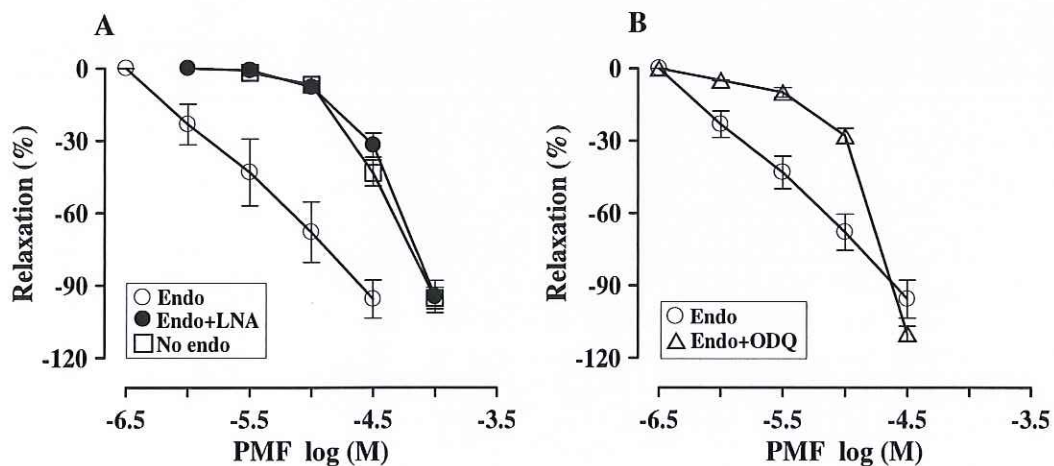 A
Relaxation (%)
0
-30
-60
-90
-120
Endo
Endo+LNA
No endo
-6.5 -5.5 -4.5 -3.5
PMF log (M)
B
Relaxation (%)
0
-30
-60
-90
-120
Endo
Endo+ODQ
-6.5 -5.5 -4.5 -3.5
PMF log (M)